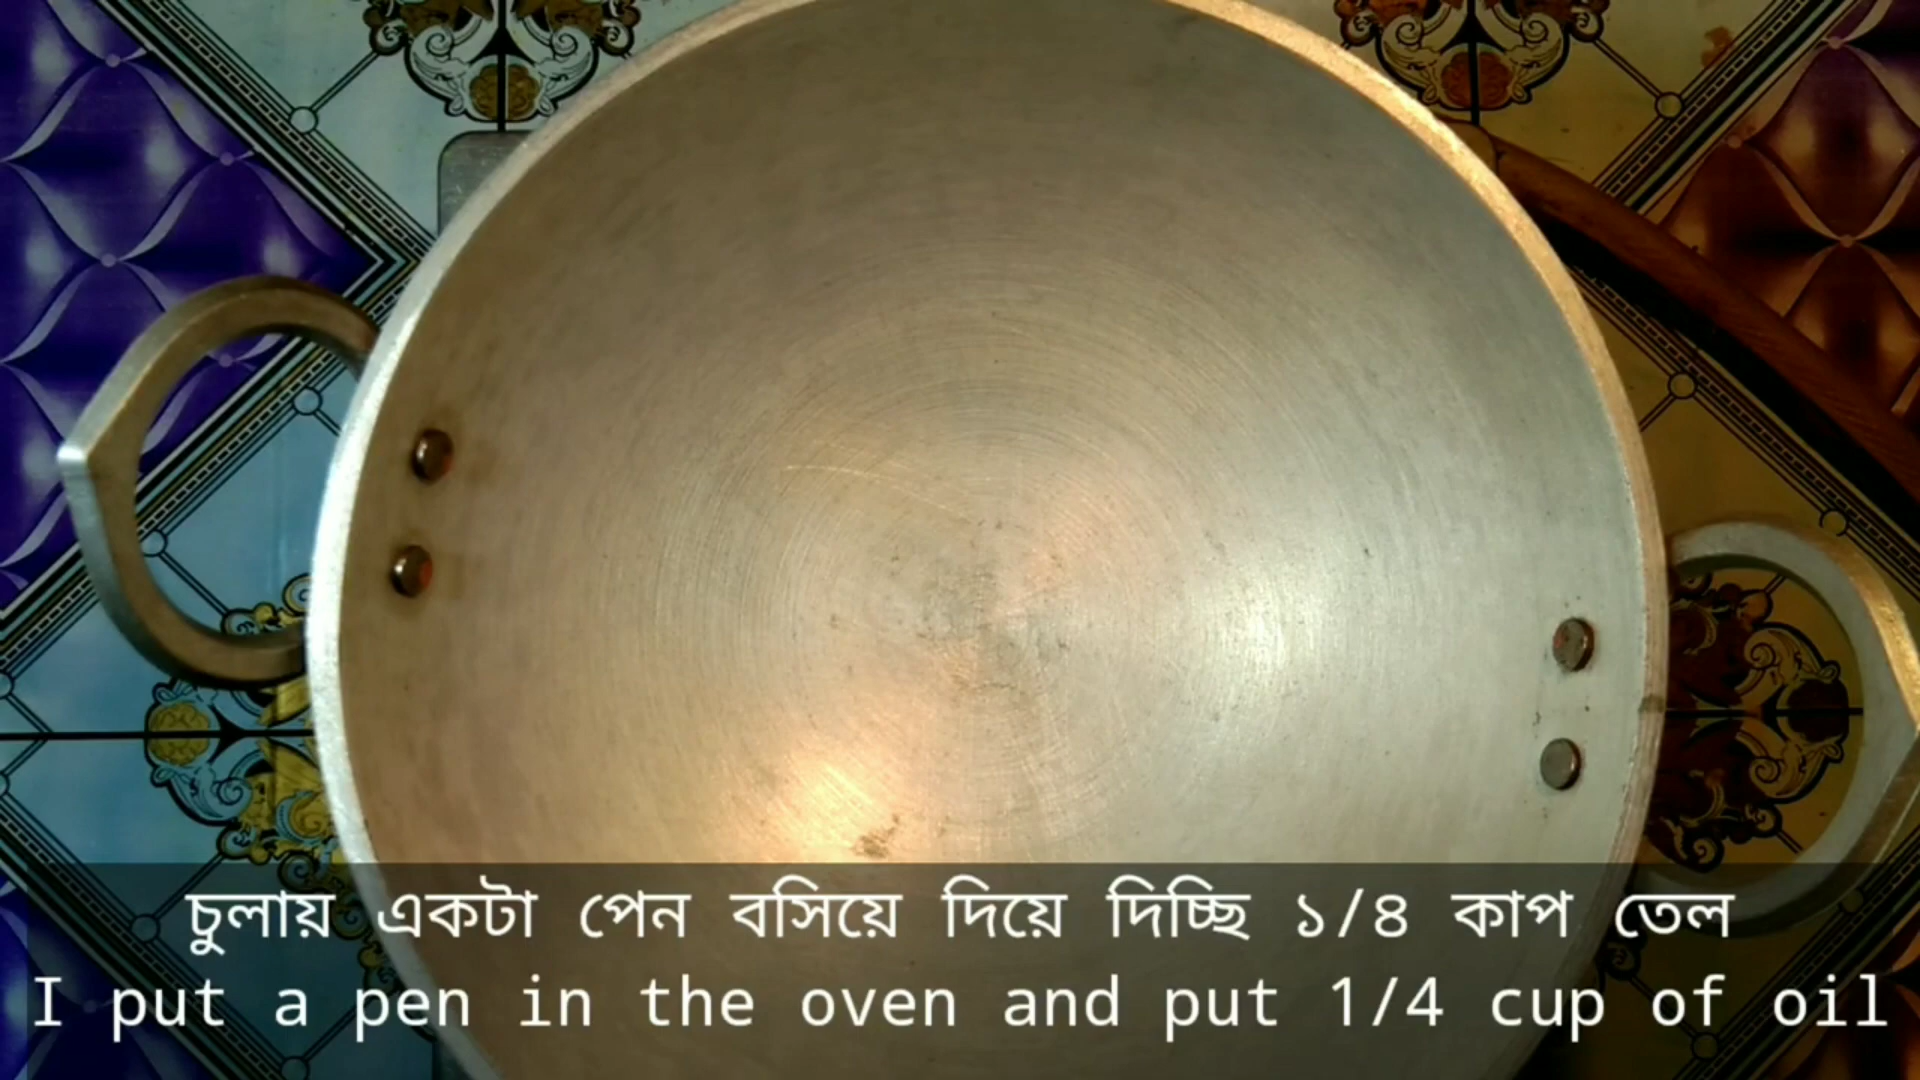 চুলায় একটা পেন বসিয়ে দিয়ে দিচ্ছি ১/৪ কাপ তেল
I put a pen in the oven and put 1/4 cup of oil